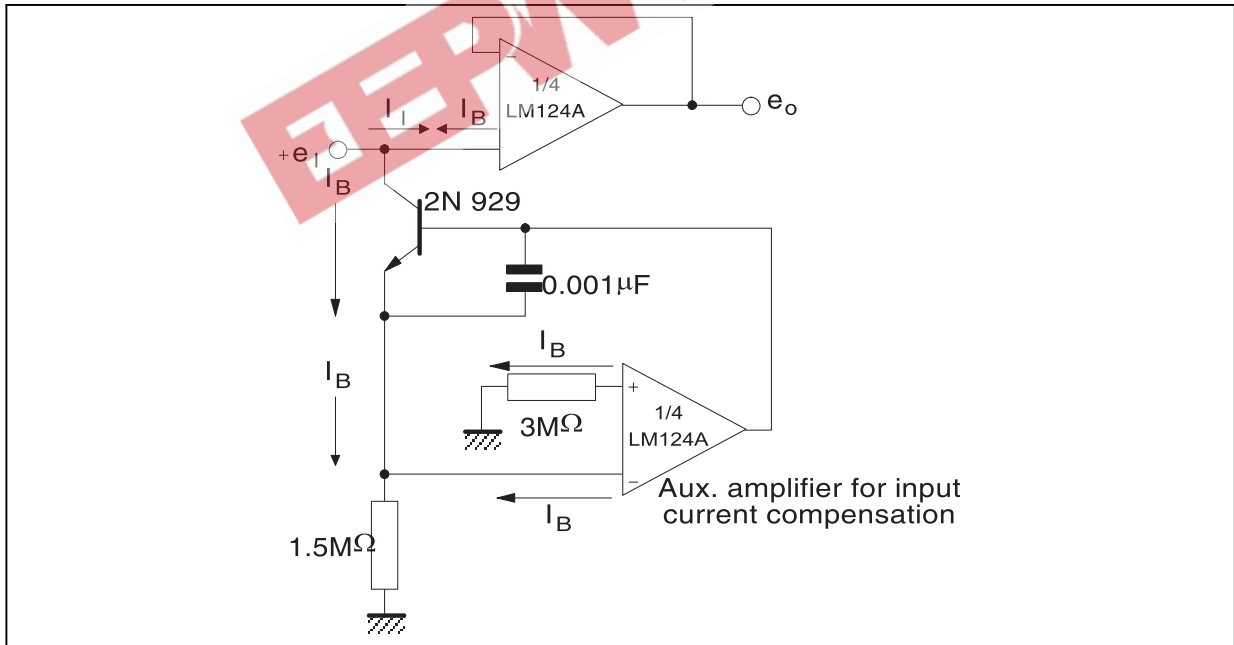 EEPW
−
1/4
LM124A
I I
I B
e o
+e I
I B
2N 929
0.001μF
I B
I B
+
1/4
LM124A
3MΩ
−
I B
Aux. amplifier for input
current compensation
1.5MΩ